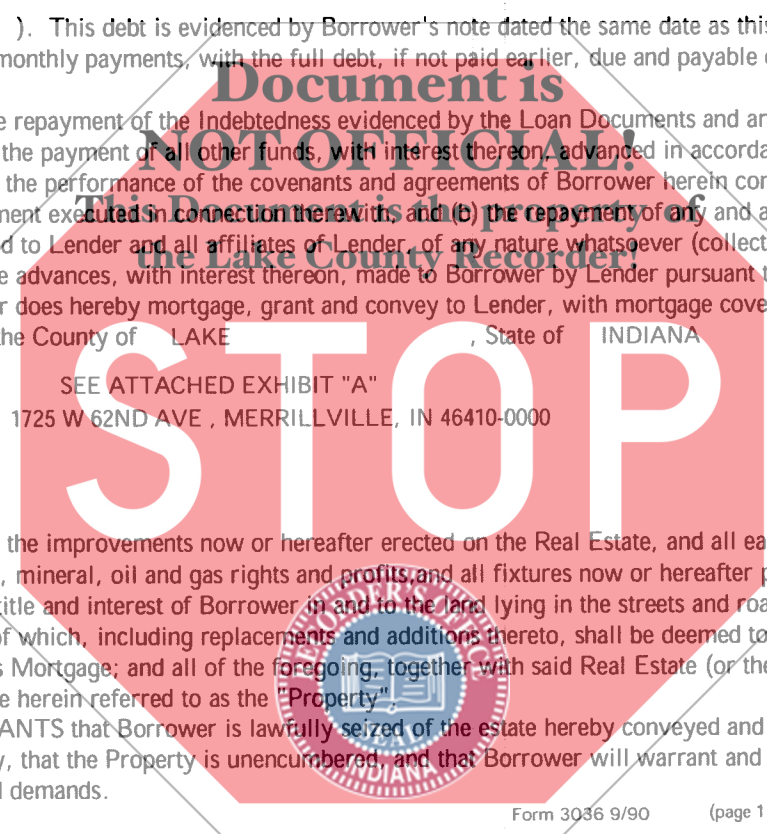 ). This debt is evidenced by Borrower's note dated the same date as this
monthly payments, with the full debt, if not paid earlier, due and payable
Document is
repayment of the Indebtedness evidenced by the Loan Documents and
NOT OFFICIAL!
the payment of all other funds, with interest thereon, advanced in
the performance of the covenants and agreements of Borrower herein
This Document is the property of
executed in connection therewith, and (b) the repayment of any and
to Lender and all affiliates of Lender, of any nature whatsoever
the Lake County Recorder!
advances, with interest thereon, made to Borrower by Lender pursuant
does hereby mortgage, grant and convey to Lender, with mortgage
the County of LAKE , State of INDIANA
STOP
SEE ATTACHED EXHIBIT "A"
1725 W 62ND AVE , MERRILLVILLE, IN 46410-0000
the improvements now or hereafter erected on the Real Estate, and all
, mineral, oil and gas rights and profits, and all fixtures now or hereafter
title and interest of Borrower in and to the land lying in the streets and
of which, including replacements and additions thereto, shall be deemed to
Mortgage; and all of the foregoing, together with said Real Estate (or
herein referred to as the "Property".
RECORDER'S OFFICE
SEAL
INDIANA
that Borrower is lawfully seized of the estate hereby conveyed and
, that the Property is unencumbered, and that Borrower will warrant and
demands.
Form 3036 9/90 (page 1